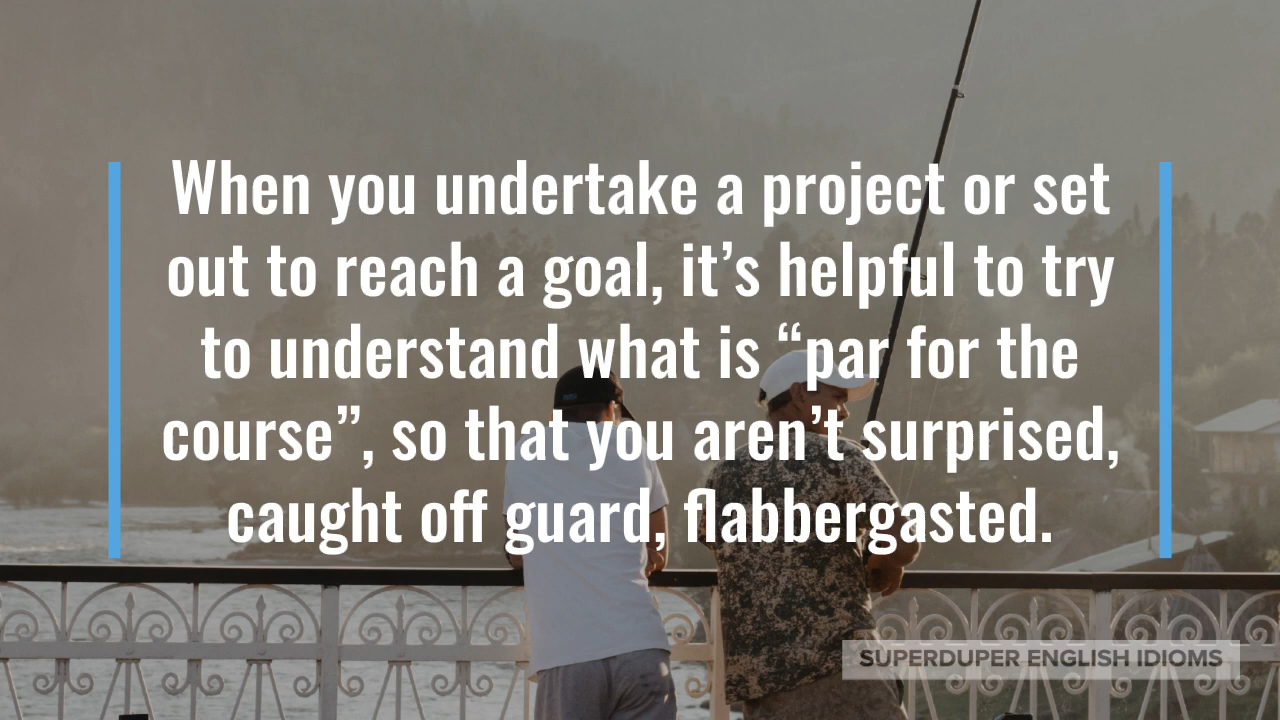 When you undertake a project or set
out to reach a goal, it’s helpful to try
to understand what is “par for the
course”, so that you aren’t surprised,
caught off guard, flabbergasted.
SUPERDUPER ENGLISH IDIOMS